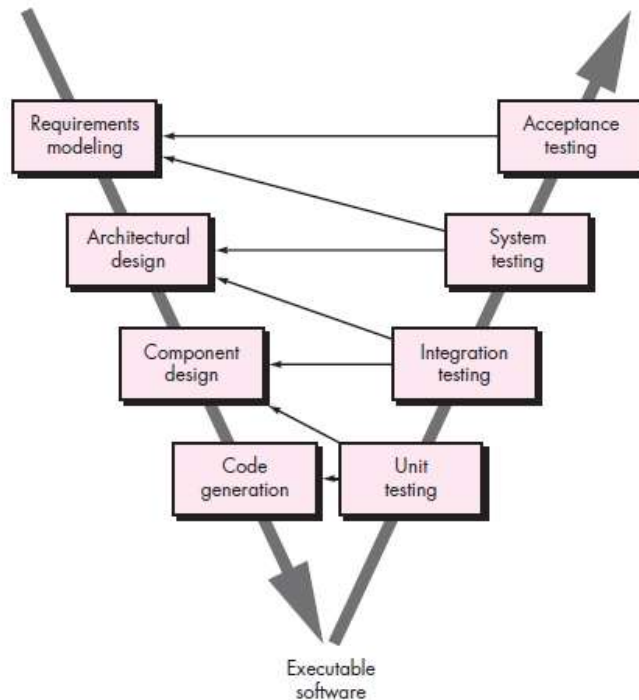 Requirements
modeling
Acceptance
testing
Architectural
design
System
testing
Component
design
Integration
testing
Code
generation
Unit
testing
Executable
software